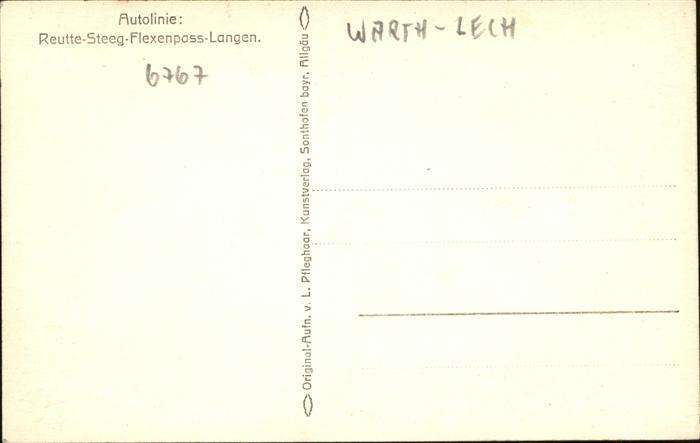 Autolinie:
Reutte-Steeg-Flexenpass-Langen.
6767
Original-Aufn. v. L. Pfleghaar, Kunstverlag, Sonthofen bayr. Allgäu
WARTH - LECH